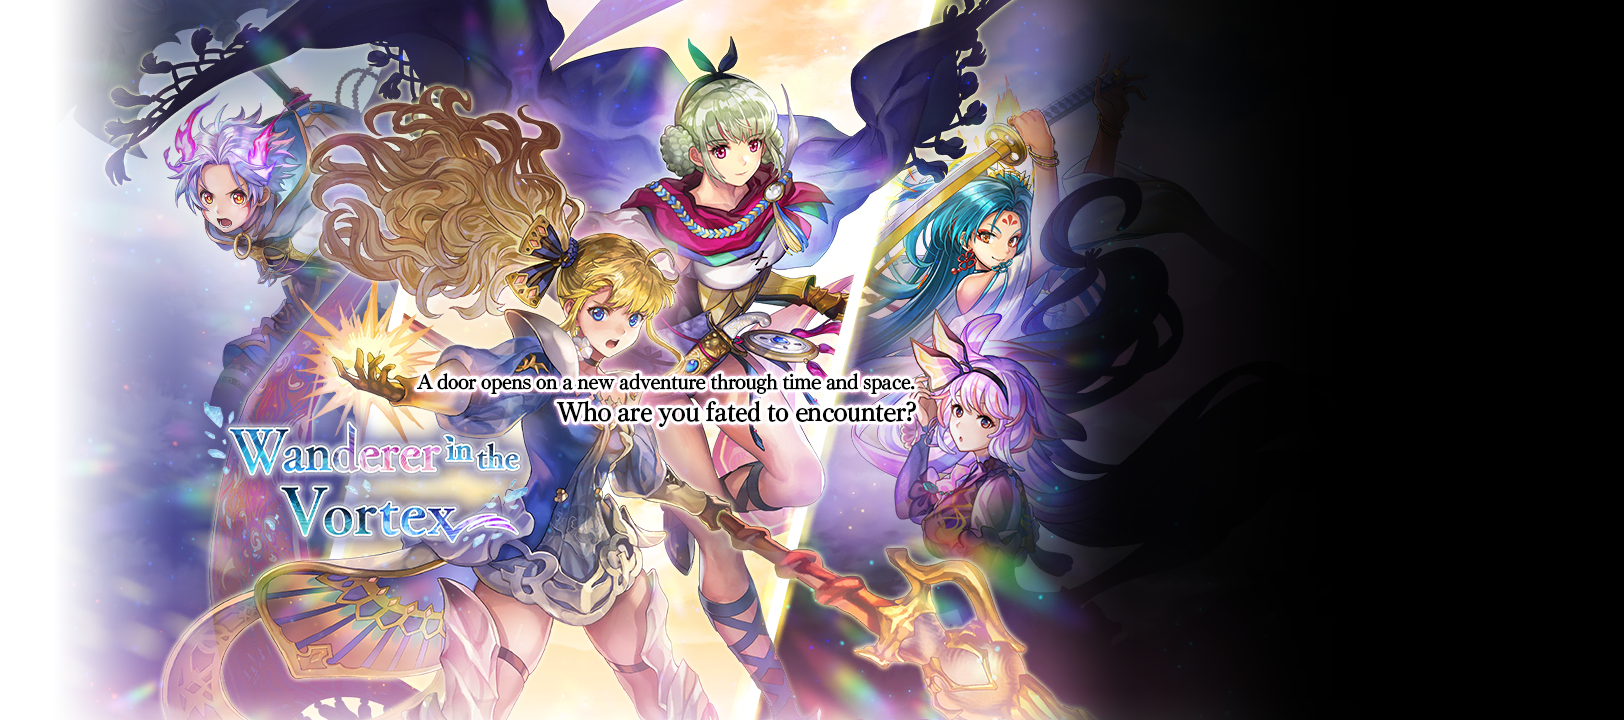 A door opens on a new adventure through time and space.
Who are you fated to encounter?
Wanderer in the
Vortex